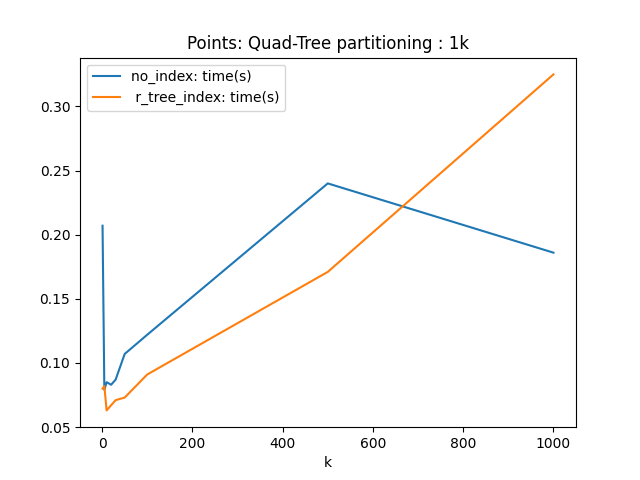 Points: Quad-Tree partitioning : 1k
no_index: time(s)
r_tree_index: time(s)
0.30
0.25
0.20
0.15
0.10
0.05
0 200 400 600 800 1000
k